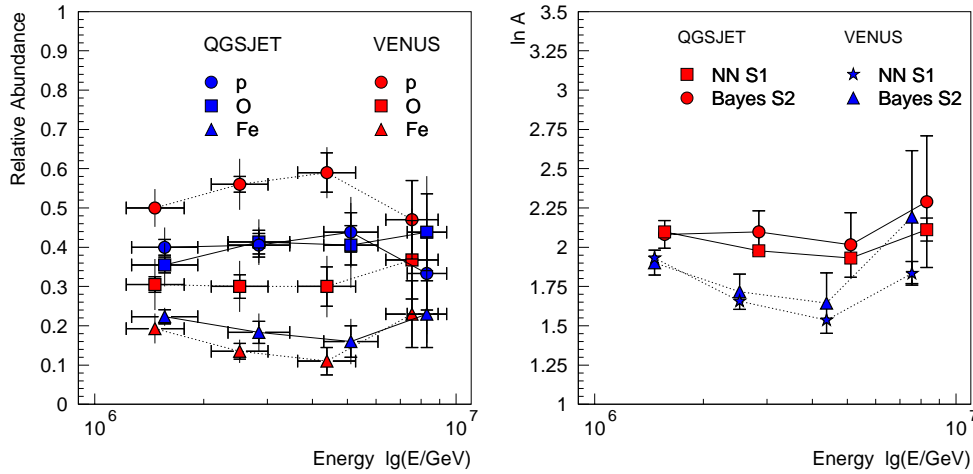 Relative Abundance
1
0.9
0.8
0.7
0.6
0.5
0.4
0.3
0.2
0.1
0
QGSJET VENUS
p p
O O
Fe Fe
10^6 10^7
Energy lg(E/GeV)
ln A
3.5
3.25
3
2.75
2.5
2.25
2
1.75
1.5
1.25
1
QGSJET VENUS
NN S1 NN S1
Bayes S2 Bayes S2
10^6 10^7
Energy lg(E/GeV)